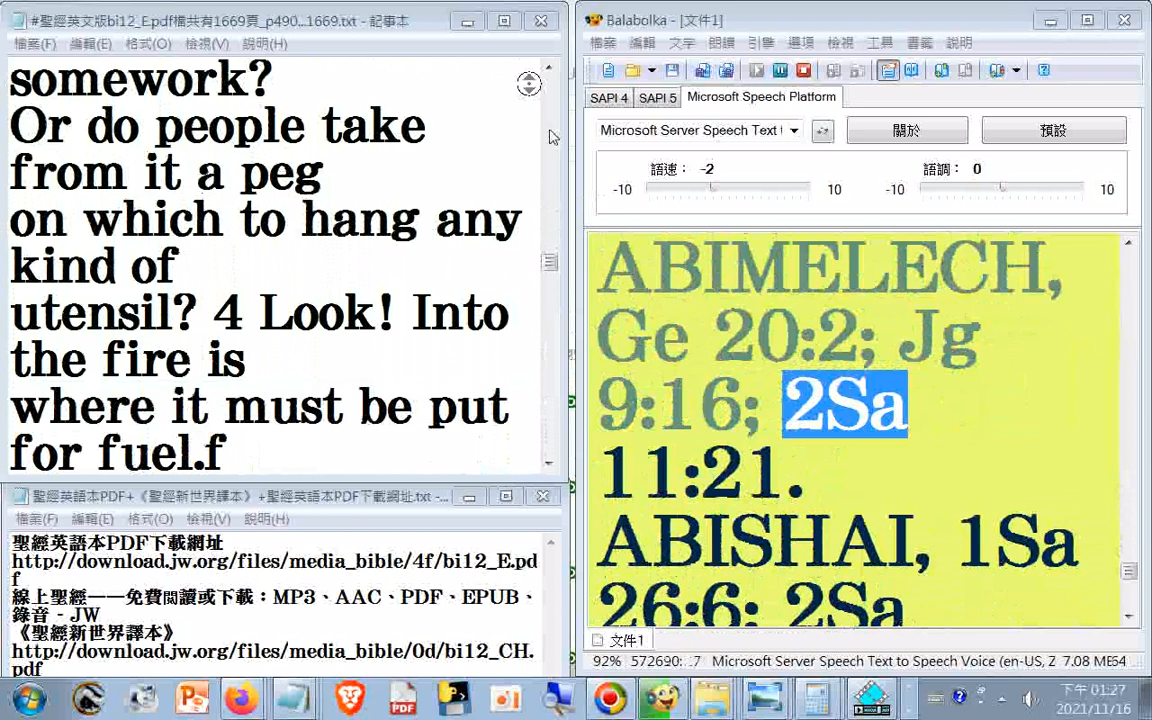 #聖經英文版bi12_E.pdf檔共有1669頁_p490...1669.txt - 記事本
檔案(F) 編輯(E) 格式(O) 檢視(V) 說明(H)
somework?
Or do people take
from it a peg
on which to hang any
kind of
utensil? 4 Look! Into
the fire is
where it must be put
for fuel.f
聖經英語本PDF+《聖經新世界譯本》+聖經英語本PDF下載網址.txt -...
檔案(F) 編輯(E) 格式(O) 檢視(V) 說明(H)
聖經英語本PDF下載網址
http://download.jw.org/files/media_bible/4f/bi12_E.pd
f
線上聖經——免費閱讀或下載：MP3、AAC、PDF、EPUB、
錄音 - JW
《聖經新世界譯本》
http://download.jw.org/files/media_bible/0d/bi12_CH.
pdf
Balabolka - [文件1]
檔案 編輯 文字 朗讀 引擎 選項 檢視 工具 書籤 說明
SAPI 4 SAPI 5 Microsoft Speech Platform
Microsoft Server Speech Text 關於 預設
語速： -2 語調： 0
-10 10 -10 10
ABIMELECH,
Ge 20:2; Jg
9:16; 2Sa
11:21.
ABISHAI, 1Sa
26:6; 2Sa
文件1
92% 572690:..7 Microsoft Server Speech Text to Speech Voice (en-US, Z 7.08 ME54
下午 01:27
2021/11/16